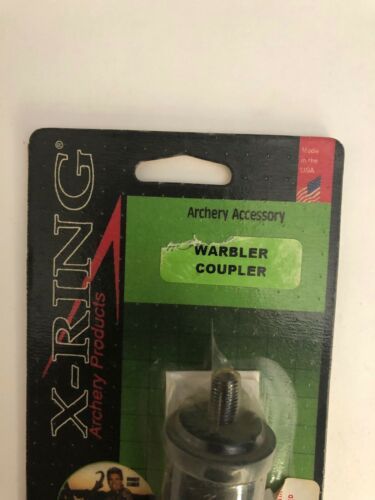 X-RING®
Archery Products
Made
in the
USA
Archery Accessory
WARBLER
COUPLER